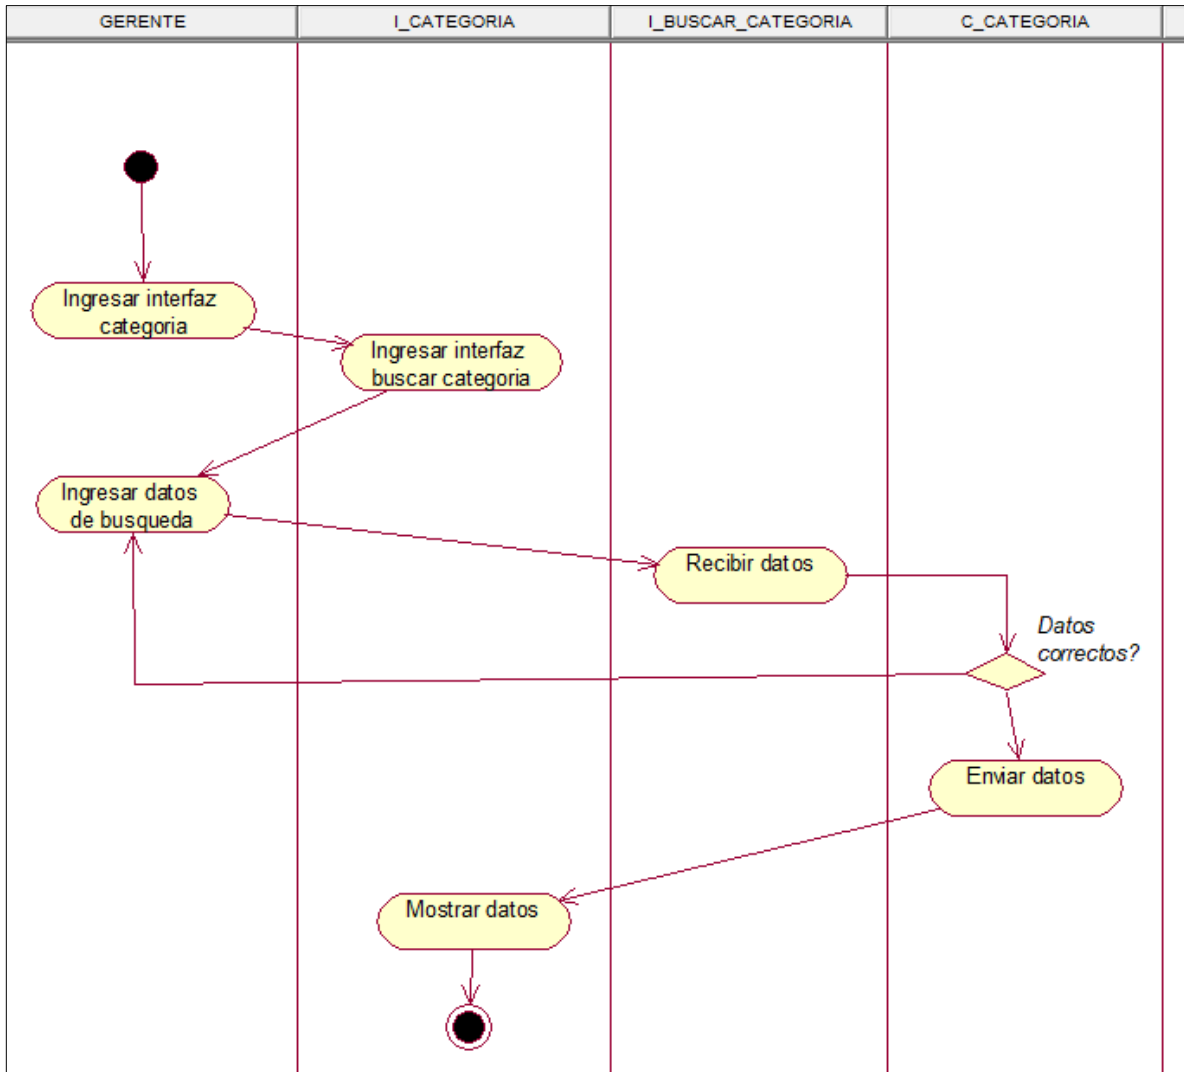 GERENTE
I_CATEGORIA
I_BUSCAR_CATEGORIA
C_CATEGORIA
Ingresar interfaz
categoria
Ingresar interfaz
buscar categoria
Ingresar datos
de busqueda
Recibir datos
Datos
correctos?
Enviar datos
Mostrar datos